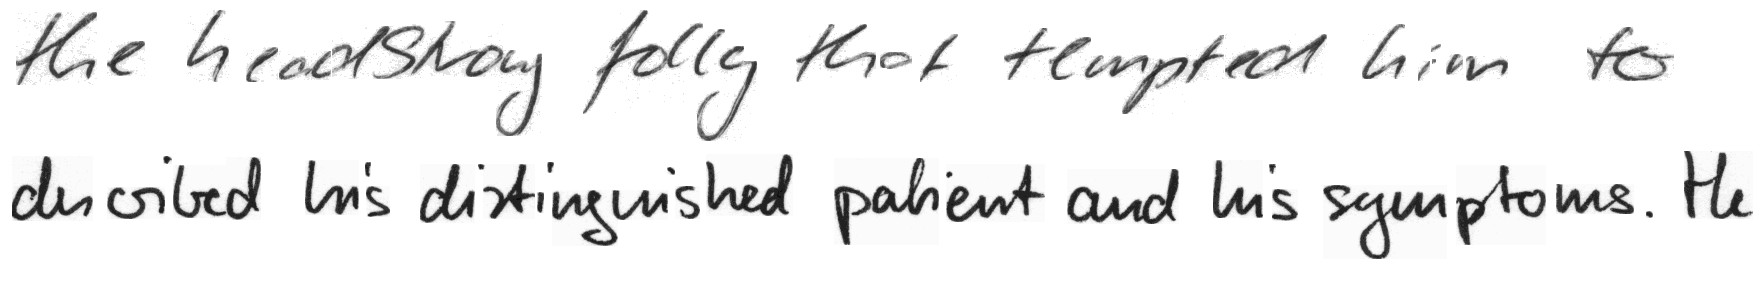 the headstrong folly that tempted him to
described his distinguished patient and his symptoms. He